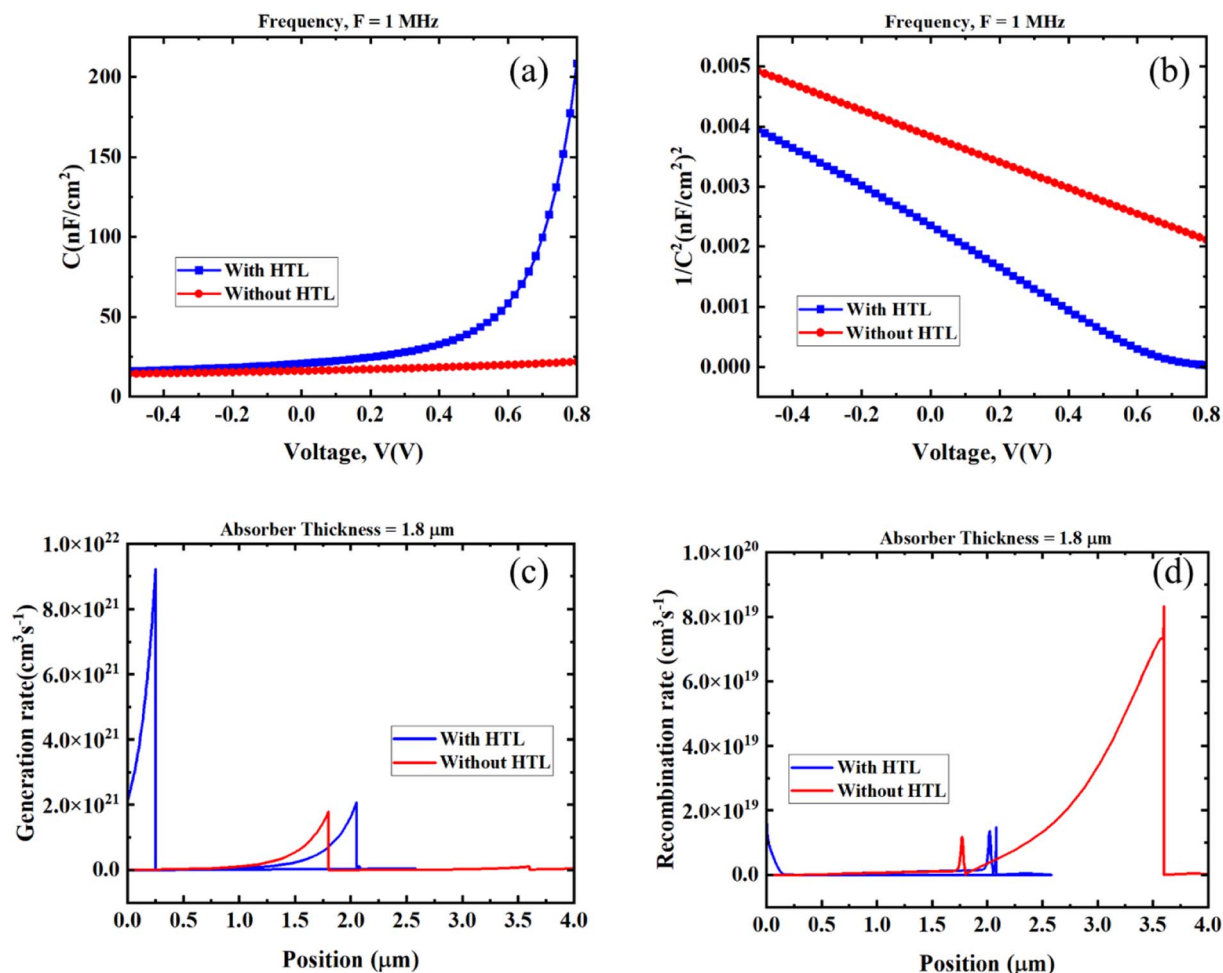 Frequency, F = 1 MHz
(a)
C(nF/cm²)
200
150
100
50
0
With HTL
Without HTL
-0.4 -0.2 0.0 0.2 0.4 0.6 0.8
Voltage, V(V)
Frequency, F = 1 MHz
(b)
1/C²(nF/cm²)²
0.005
0.004
0.003
0.002
0.001
0.000
With HTL
Without HTL
-0.4 -0.2 0.0 0.2 0.4 0.6 0.8
Voltage, V(V)
Absorber Thickness = 1.8 μm
(c)
Generation rate(cm³s⁻¹)
1.0×10²²
8.0×10²¹
6.0×10²¹
4.0×10²¹
2.0×10²¹
0.0
With HTL
Without HTL
0.0 0.5 1.0 1.5 2.0 2.5 3.0 3.5 4.0
Position (μm)
Absorber Thickness = 1.8 μm
(d)
Recombination rate (cm³s⁻¹)
1.0×10²⁰
8.0×10¹⁹
6.0×10¹⁹
4.0×10¹⁹
2.0×10¹⁹
0.0
With HTL
Without HTL
0.0 0.5 1.0 1.5 2.0 2.5 3.0 3.5 4.0
Position (μm)